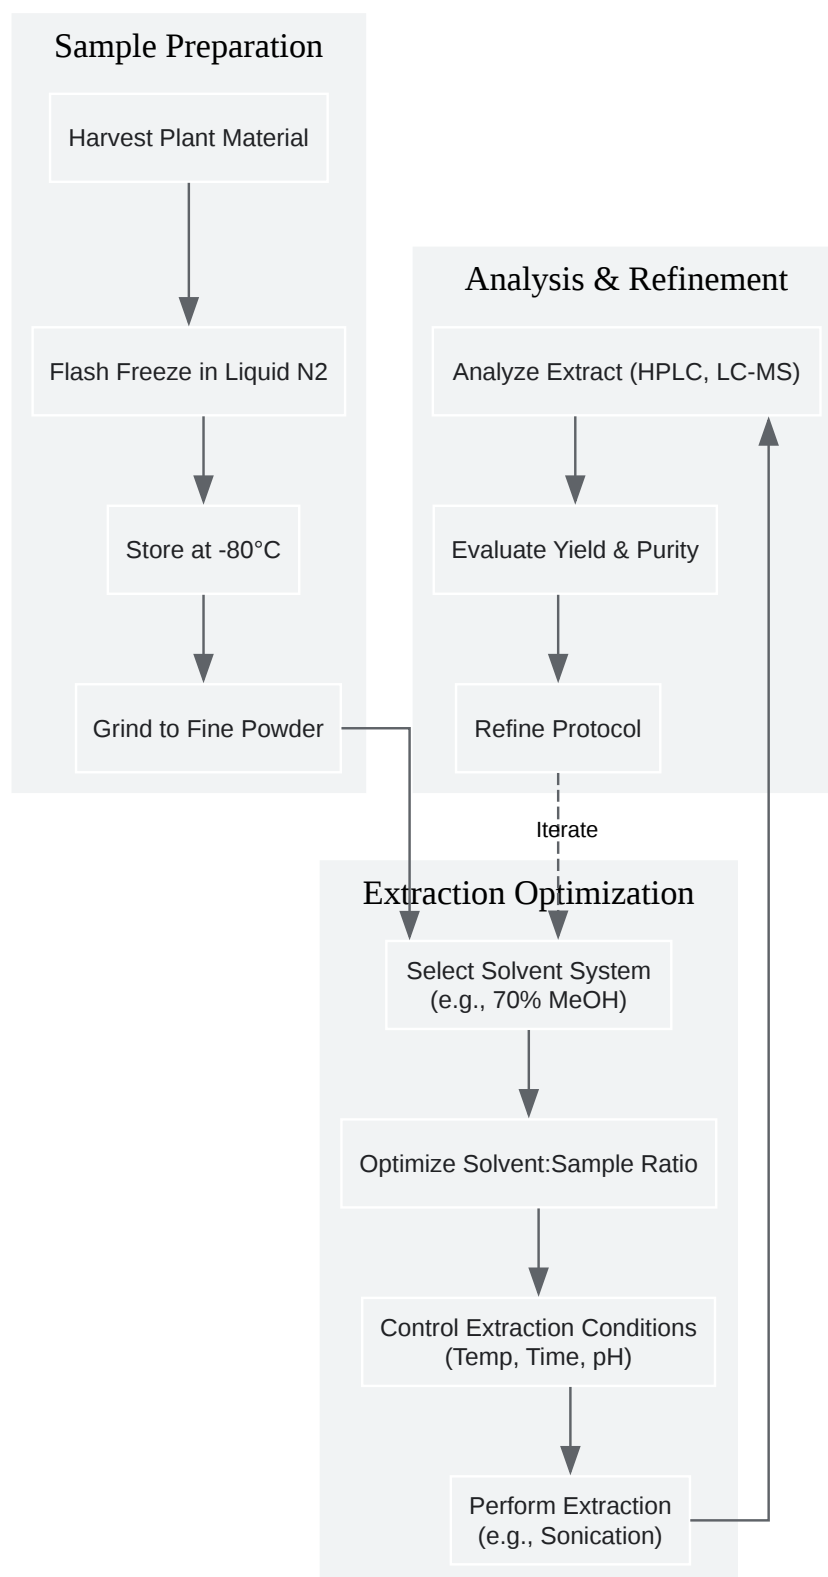 Sample Preparation
Harvest Plant Material
Flash Freeze in Liquid N2
Store at -80°C
Grind to Fine Powder
Analysis & Refinement
Analyze Extract (HPLC, LC-MS)
Evaluate Yield & Purity
Refine Protocol
Iterate
Extraction Optimization
Select Solvent System
(e.g., 70% MeOH)
Optimize Solvent:Sample Ratio
Control Extraction Conditions
(Temp, Time, pH)
Perform Extraction
(e.g., Sonication)